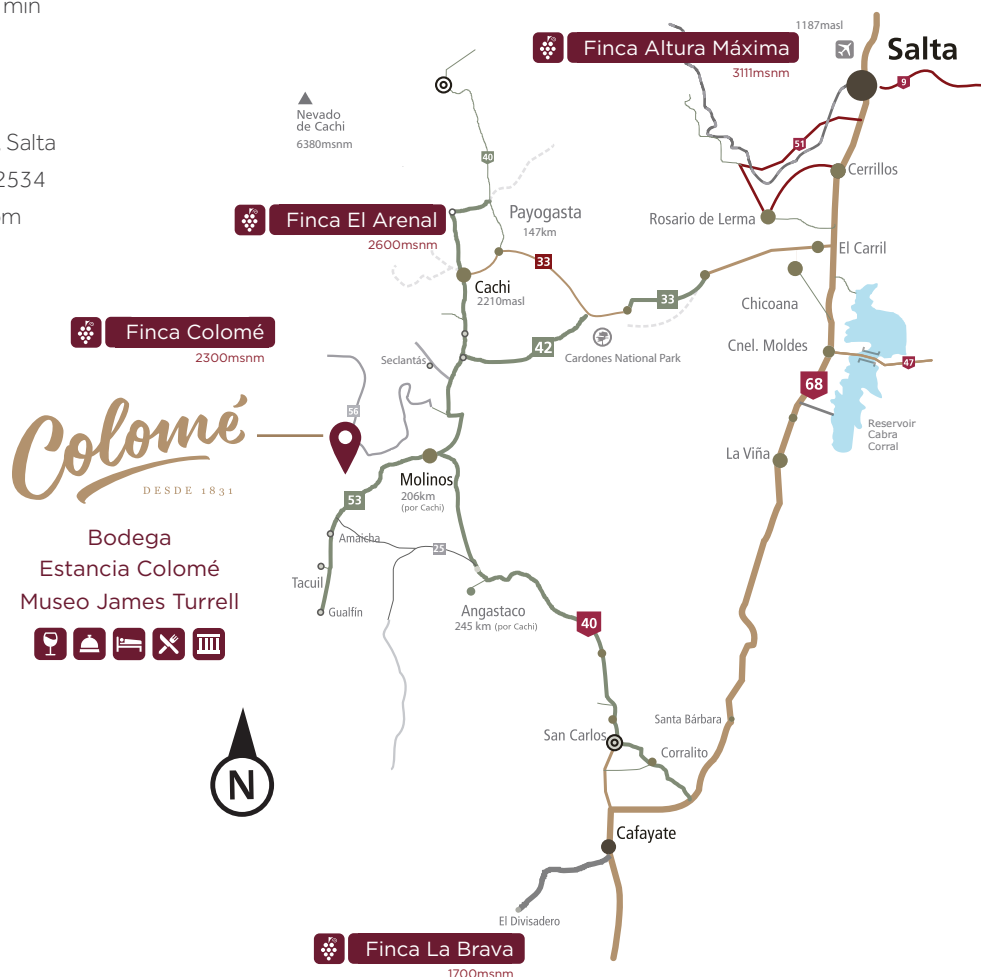 min
Salta
2534
om
1187masl
Salta
Finca Altura Máxima
3111msnm
9
Nevado
de Cachi
6380msnm
51
40
Cerrillos
Finca El Arenal
2600msnm
Payogasta
147km
Rosario de Lerma
El Carril
33
Cachi
2210masl
33
Chicoana
Finca Colomé
2300msnm
42
Cardones National Park
Seclantás
Cnel. Moldes
47
68
56
Colomé
DESDE 1831
Reservoir
Cabra
Corral
La Viña
Molinos
206km
(por Cachi)
53
Bodega
Estancia Colomé
Museo James Turrell
Amaicha
25
Tacuil
Gualfín
Angastaco
245 km (por Cachi)
40
Santa Bárbara
San Carlos
Corralito
N
Cafayate
El Divisadero
Finca La Brava
1700msnm